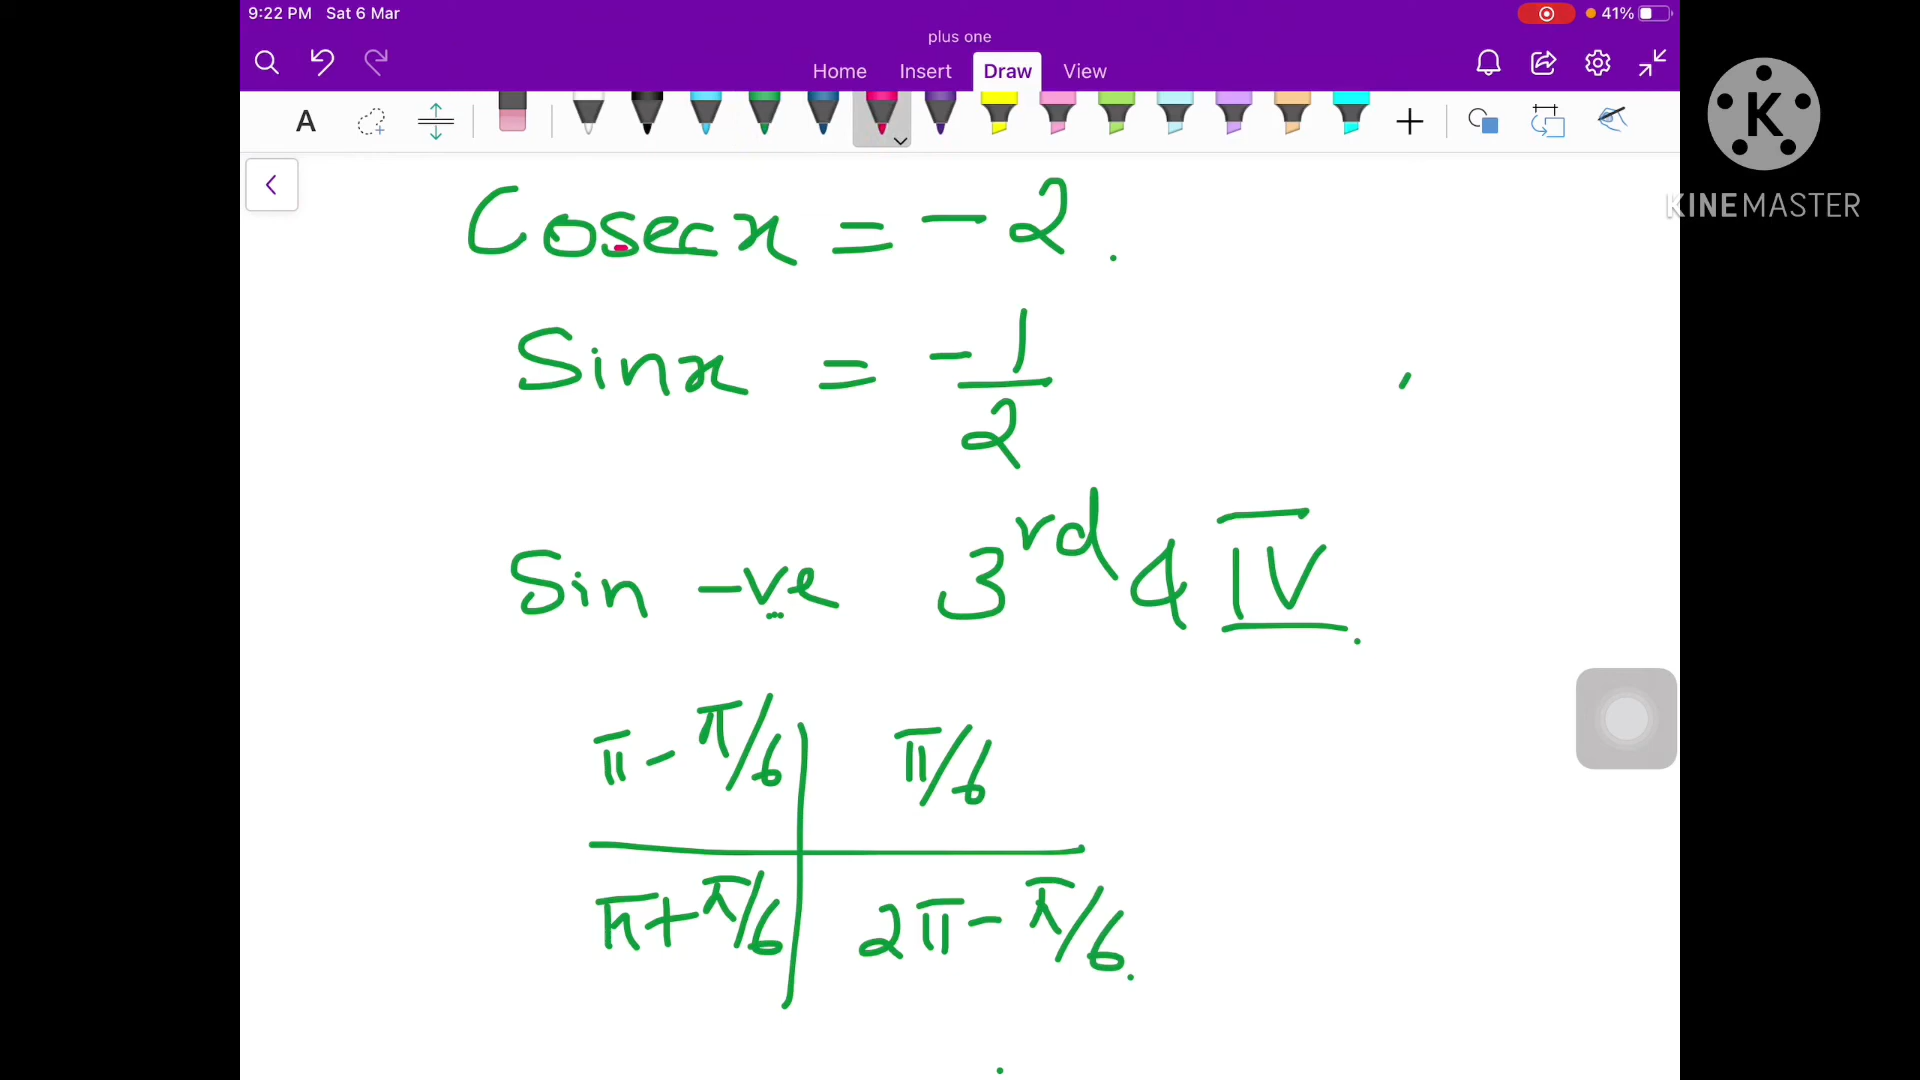 9:22 PM Sat 6 Mar
41%
plus one
Home Insert Draw View
A
K
KINEMASTER
Cosec x = -2.
Sin x = -1/2
Sin -ve 3rd 4 IV.
π - π/6 π/6
π + π/6 2π - π/6.